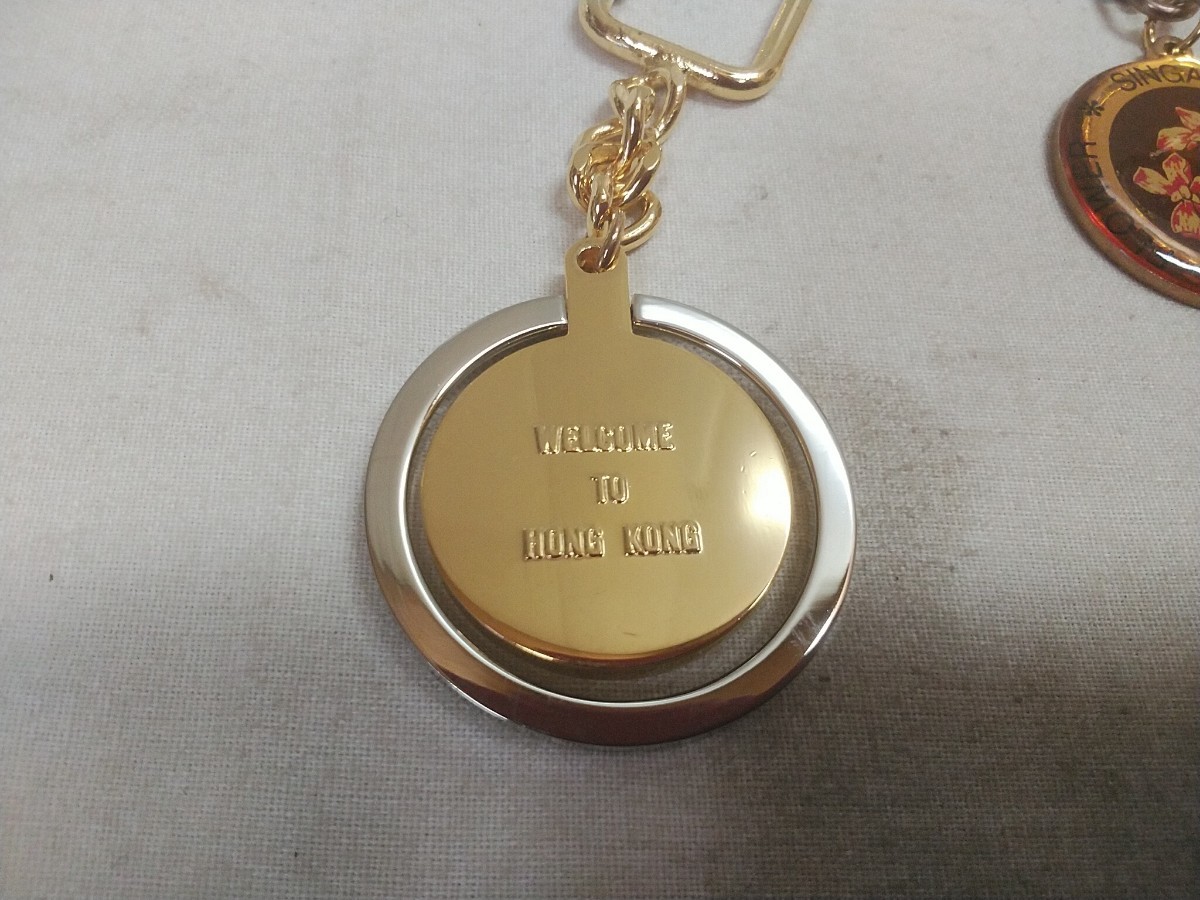 WELCOME
TO
HONG KONG
* SINGA